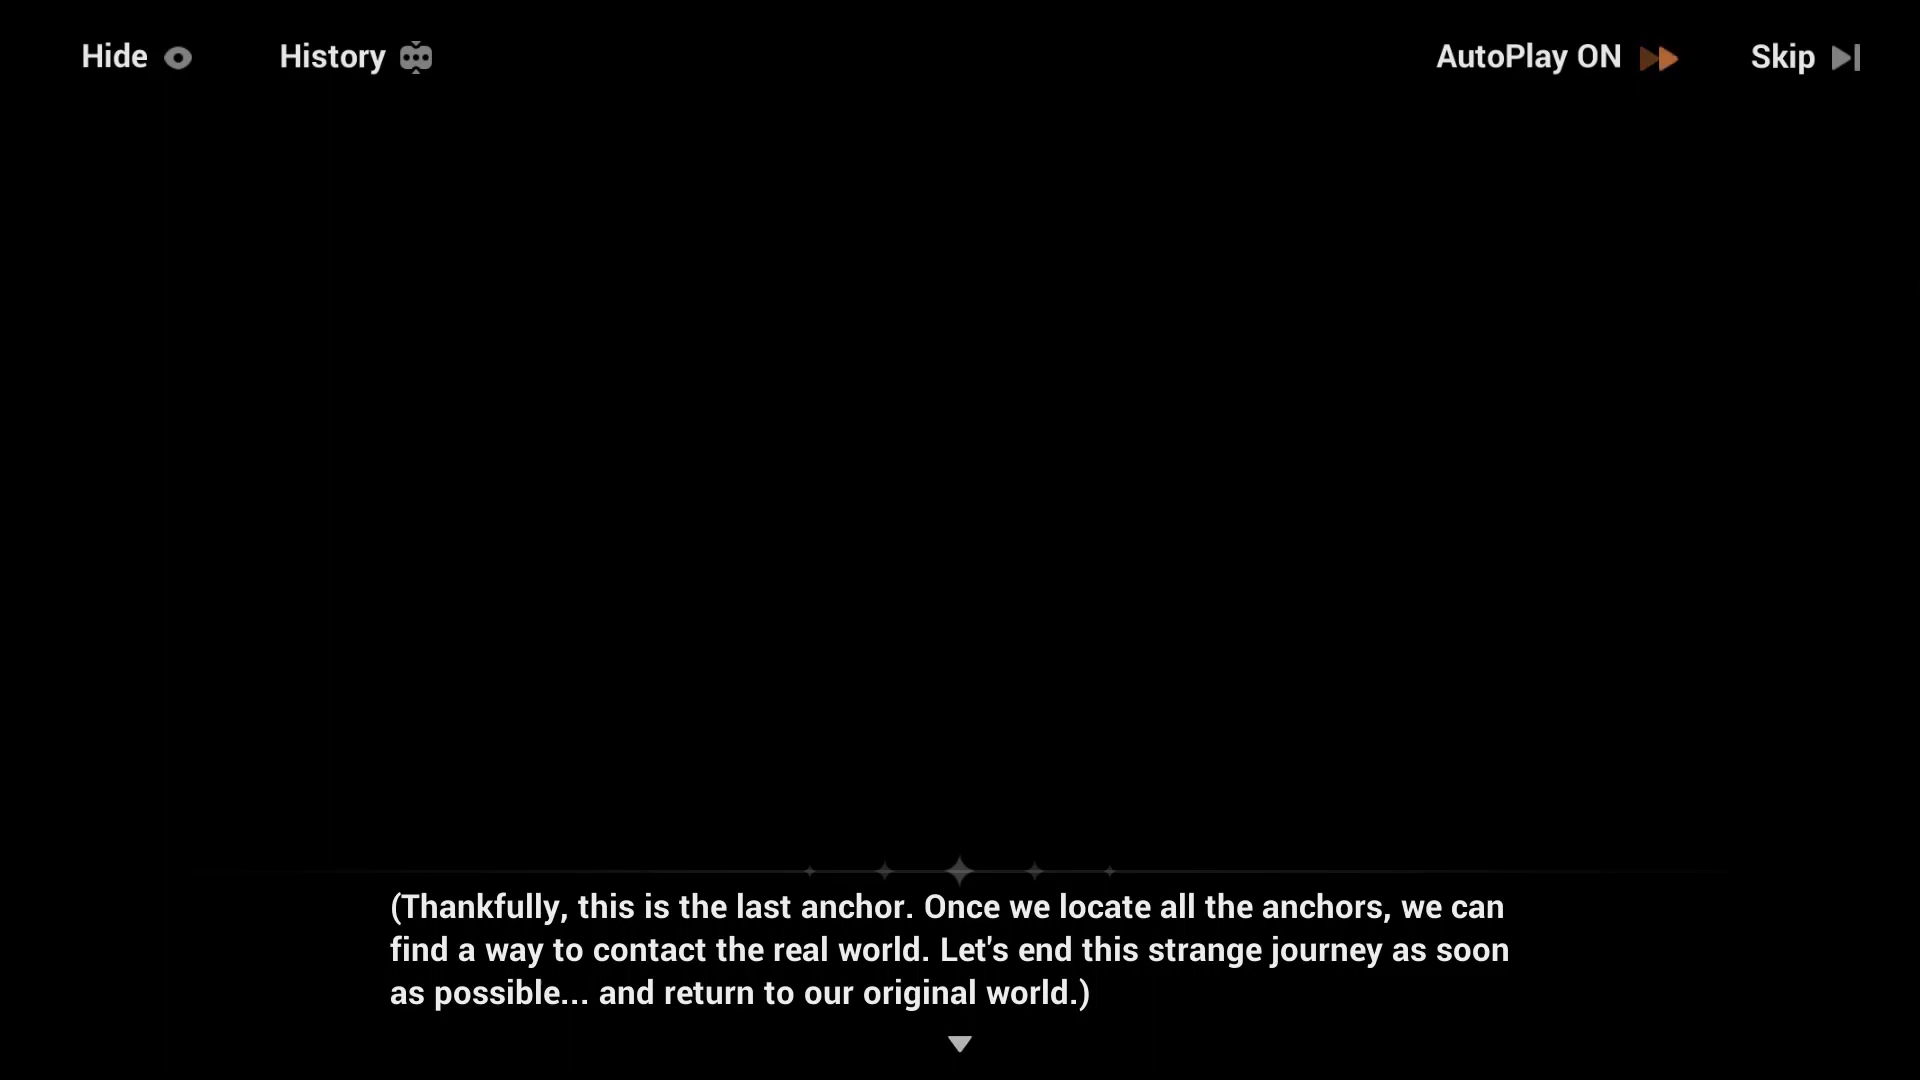 Hide
History
AutoPlay ON
Skip
(Thankfully, this is the last anchor. Once we locate all the anchors, we can
find a way to contact the real world. Let's end this strange journey as soon
as possible... and return to our original world.)